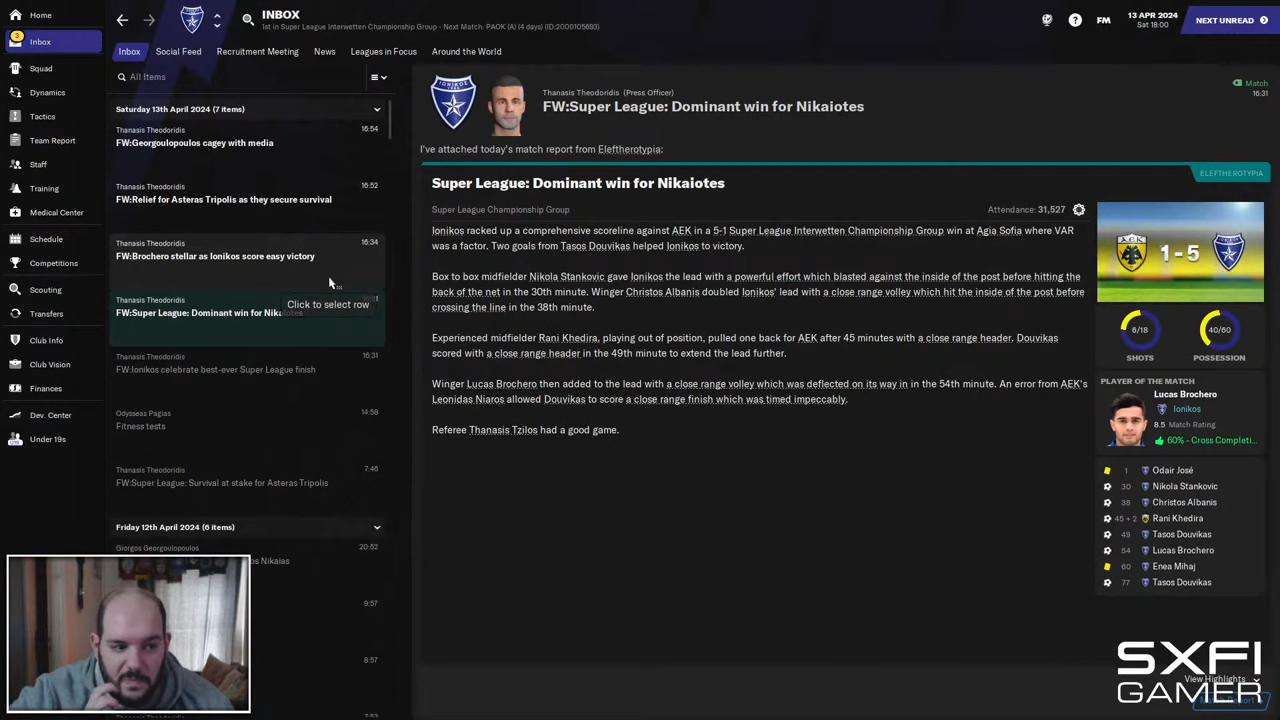 Home
INBOX
1st in Super League Interwetten Championship Group - Next Match: PAOK (A) (4 days) (ID:2000105693)
FM
13 APR 2024
Sat 18:00
NEXT UNREAD
3
Inbox
Squad
Dynamics
Tactics
Team Report
Staff
Training
Medical Center
Schedule
Competitions
Scouting
Transfers
Club Info
Club Vision
Finances
Dev. Center
Under 19s
Inbox
Social Feed
Recruitment Meeting
News
Leagues in Focus
Around the World
All Items
Saturday 13th April 2024 (7 items)
Thanasis Theodoridis 16:54
FW:Georgoulopoulos cagey with media
Thanasis Theodoridis 16:52
FW:Relief for Asteras Tripolis as they secure survival
Thanasis Theodoridis 16:34
FW:Brochero stellar as Ionikos score easy victory
Thanasis Theodoridis
FW:Super League: Dominant win for Nikaiotes
Click to select row
Thanasis Theodoridis 16:31
FW:Ionikos celebrate best-ever Super League finish
Odysseas Pagias 14:58
Fitness tests
Thanasis Theodoridis 7:46
FW:Super League: Survival at stake for Asteras Tripolis
Friday 12th April 2024 (6 items)
Giorgos Georgoulopoulos 20:52
Nikaias
9:57
8:57
7:53
Thanasis Theodoridis (Press Officer)
FW:Super League: Dominant win for Nikaiotes
Match
16:31
I've attached today's match report from Eleftherotypia:
ELEFTHEROTYPIA
Super League: Dominant win for Nikaiotes
Super League Championship Group
Attendance: 31,527
Ionikos racked up a comprehensive scoreline against AEK in a 5-1 Super League Interwetten Championship Group win at Agia Sofia where VAR
was a factor. Two goals from Tasos Douvikas helped Ionikos to victory.
Box to box midfielder Nikola Stankovic gave Ionikos the lead with a powerful effort which blasted against the inside of the post before hitting the
back of the net in the 30th minute. Winger Christos Albanis doubled Ionikos' lead with a close range volley which hit the inside of the post before
crossing the line in the 38th minute.
Experienced midfielder Rani Khedira, playing out of position, pulled one back for AEK after 45 minutes with a close range header. Douvikas
scored with a close range header in the 49th minute to extend the lead further.
Winger Lucas Brochero then added to the lead with a close range volley which was deflected on its way in in the 54th minute. An error from AEK's
Leonidas Niaros allowed Douvikas to score a close range finish which was timed impeccably.
Referee Thanasis Tzilos had a good game.
A.E.K
1 - 5
6/18
SHOTS
40/60
POSSESSION
PLAYER OF THE MATCH
Lucas Brochero
Ionikos
8.5 Match Rating
60% - Cross Completi...
1 Odair José
30 Nikola Stankovic
38 Christos Albanis
45 + 2 Rani Khedira
49 Tasos Douvikas
54 Lucas Brochero
60 Enea Mihaj
77 Tasos Douvikas
View Highlights
Match Report
SXFI
GAMER